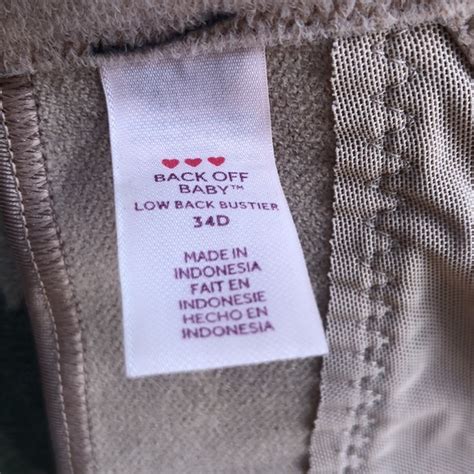 BACK OFF
BABY™
LOW BACK BUSTIER
34D
MADE IN
INDONESIA
FAIT EN
INDONESIE
HECHO EN
INDONESIA